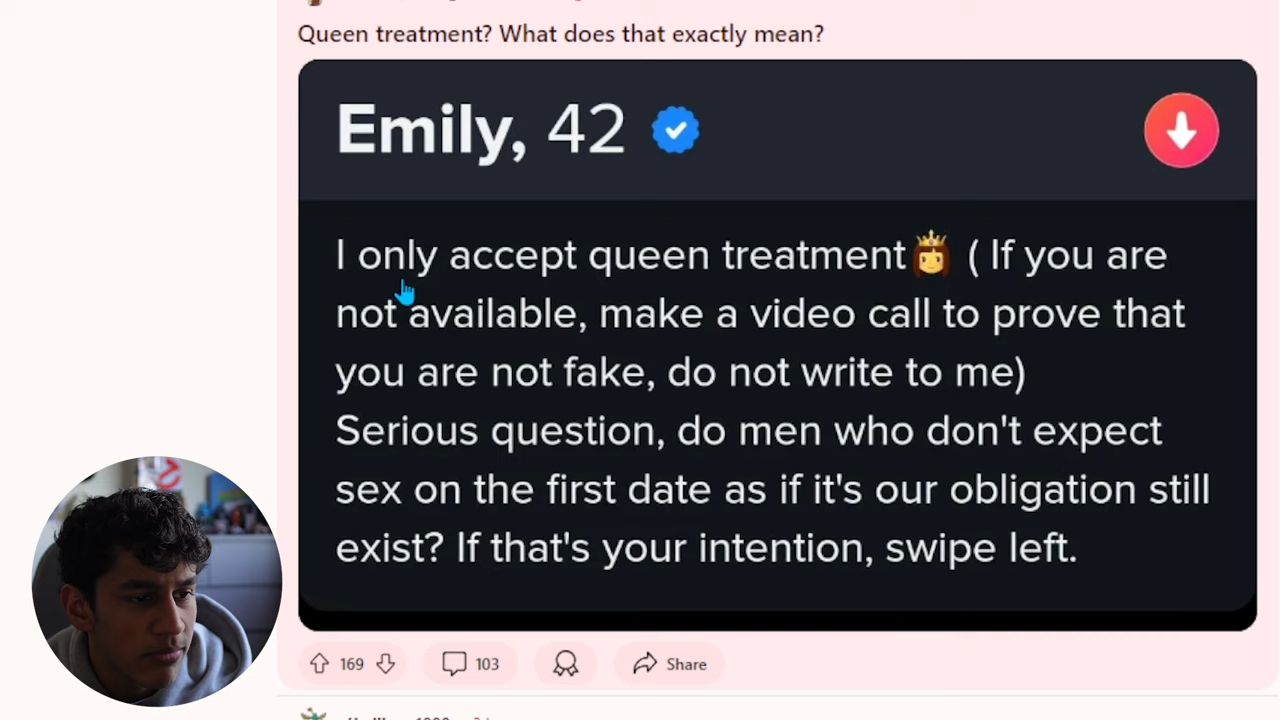 Queen treatment? What does that exactly mean?
Emily, 42
I only accept queen treatment👸 ( If you are
not available, make a video call to prove that
you are not fake, do not write to me)
Serious question, do men who don't expect
sex on the first date as if it's our obligation still
exist? If that's your intention, swipe left.
169
103
Share